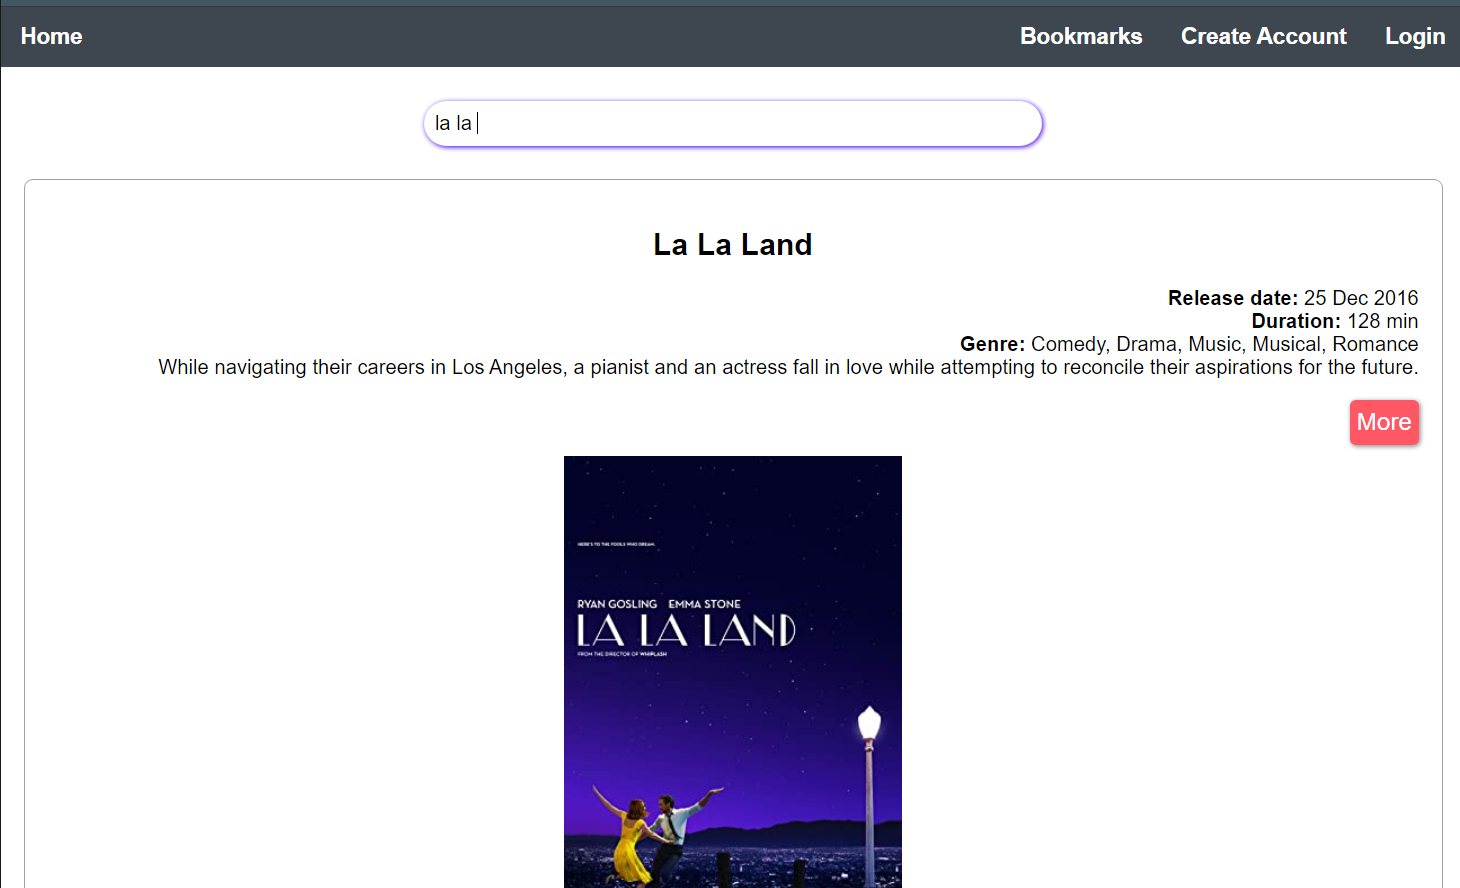 Home Bookmarks Create Account Login
la la
La La Land
Release date: 25 Dec 2016
Duration: 128 min
Genre: Comedy, Drama, Music, Musical, Romance
While navigating their careers in Los Angeles, a pianist and an actress fall in love while attempting to reconcile their aspirations for the future.
More
HERE'S TO THE FOOLS WHO DREAM.
RYAN GOSLING EMMA STONE
LA LA LAND
FROM THE DIRECTOR OF WHIPLASH